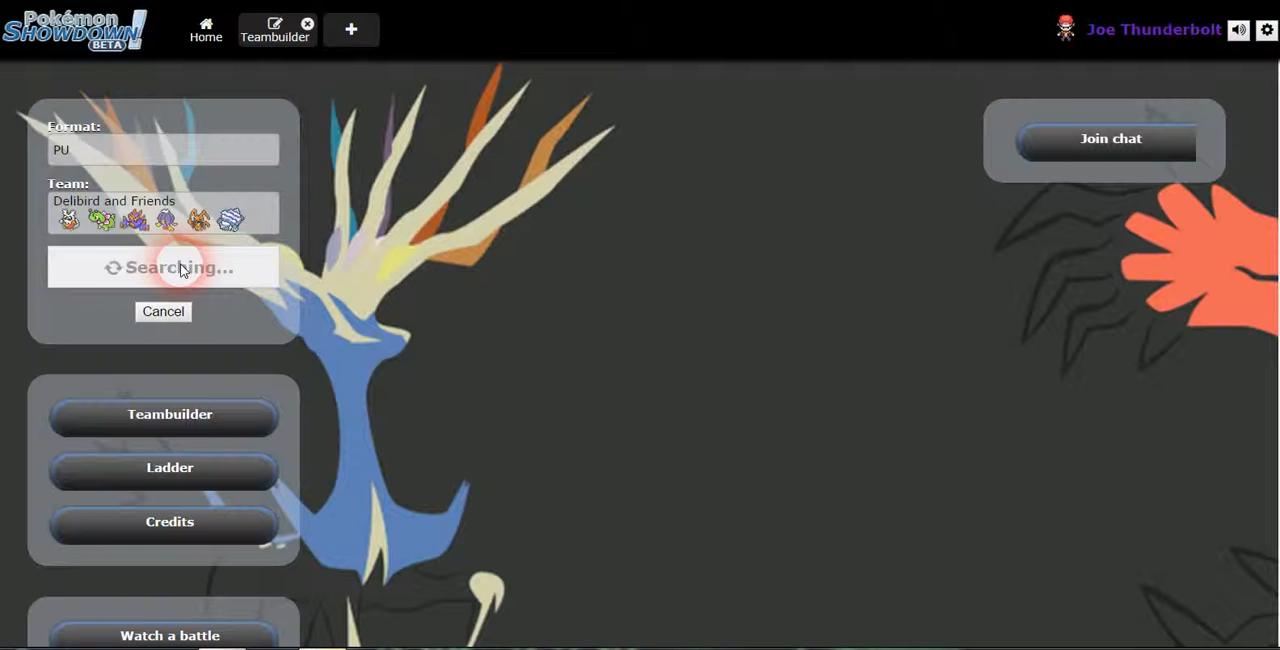 Pokémon
SHOWDOWN!
BETA
Home
Teambuilder
+
Joe Thunderbolt
Format:
PU
Team:
Delibird and Friends
Searching...
Cancel
Join chat
Teambuilder
Ladder
Credits
Watch a battle